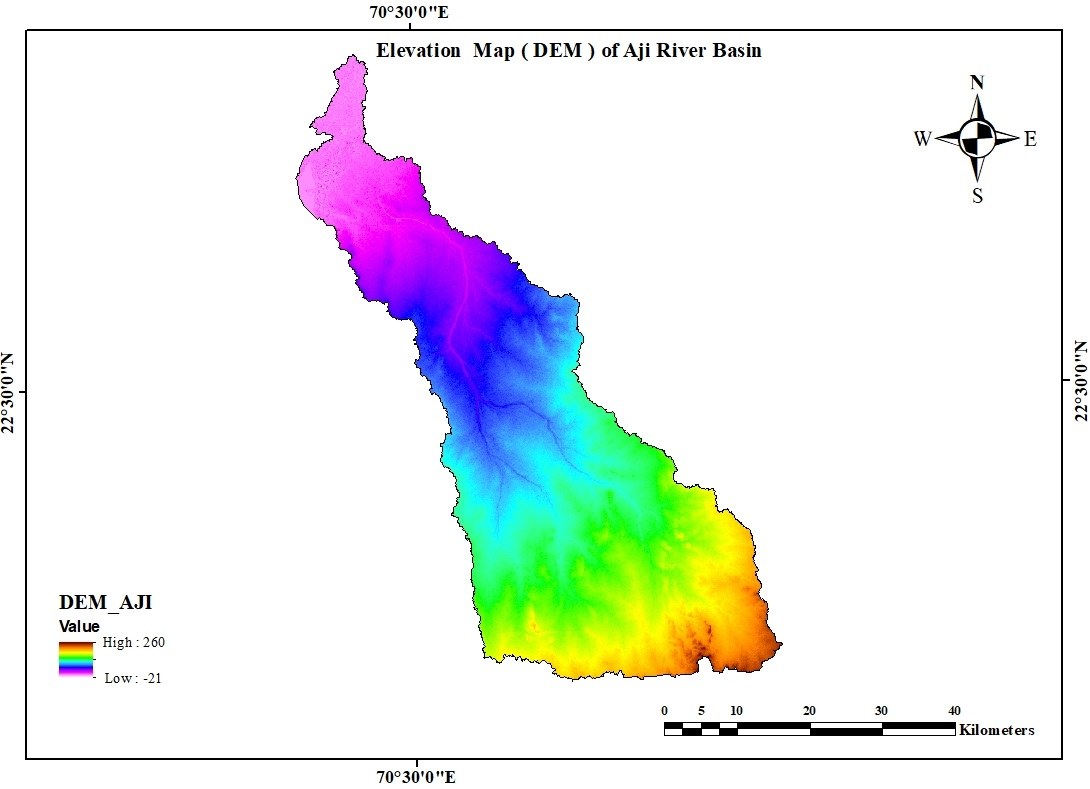 70°30'0"E
Elevation Map ( DEM ) of Aji River Basin
N
W E
S
22°30'0"N
22°30'0"N
DEM_AJI
Value
High : 260
Low : -21
0 5 10 20 30 40
Kilometers
70°30'0"E